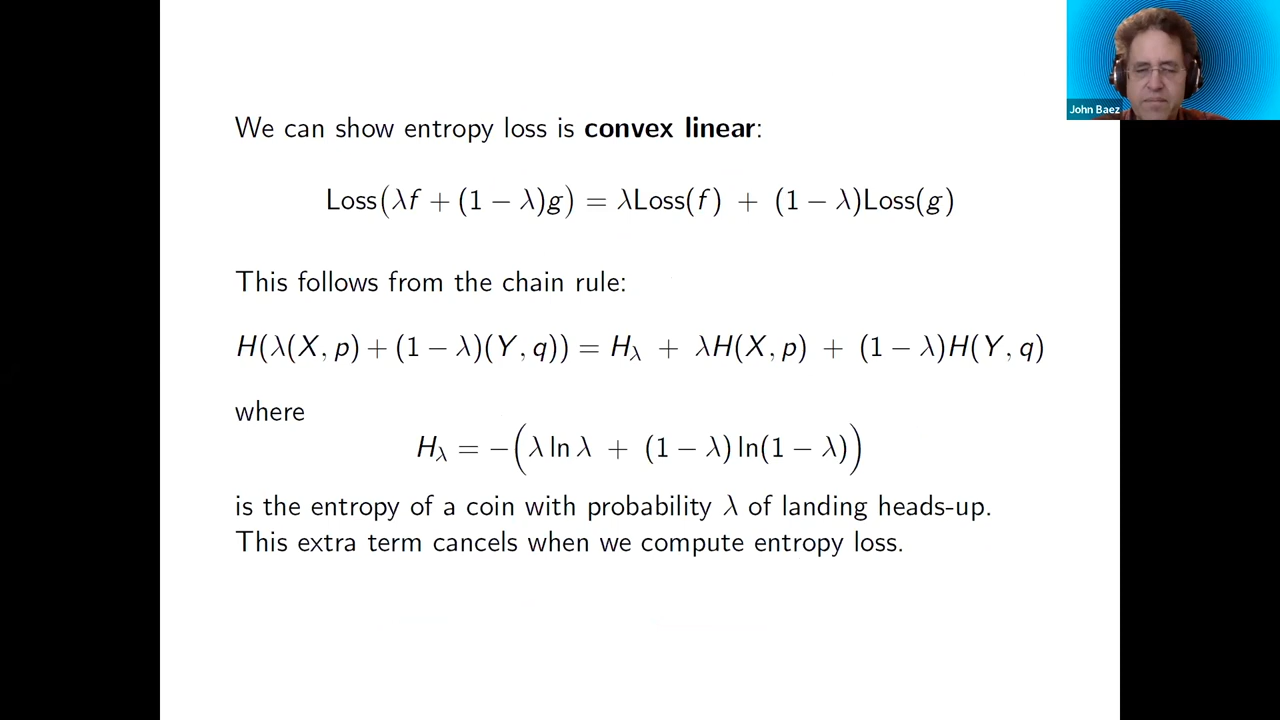 John Baez
We can show entropy loss is convex linear:
Loss(λf + (1 − λ)g) = λLoss(f) + (1 − λ)Loss(g)
This follows from the chain rule:
H(λ(X, p) + (1 − λ)(Y, q)) = H_λ + λH(X, p) + (1 − λ)H(Y, q)
where
H_λ = −(λ ln λ + (1 − λ) ln(1 − λ))
is the entropy of a coin with probability λ of landing heads-up.
This extra term cancels when we compute entropy loss.